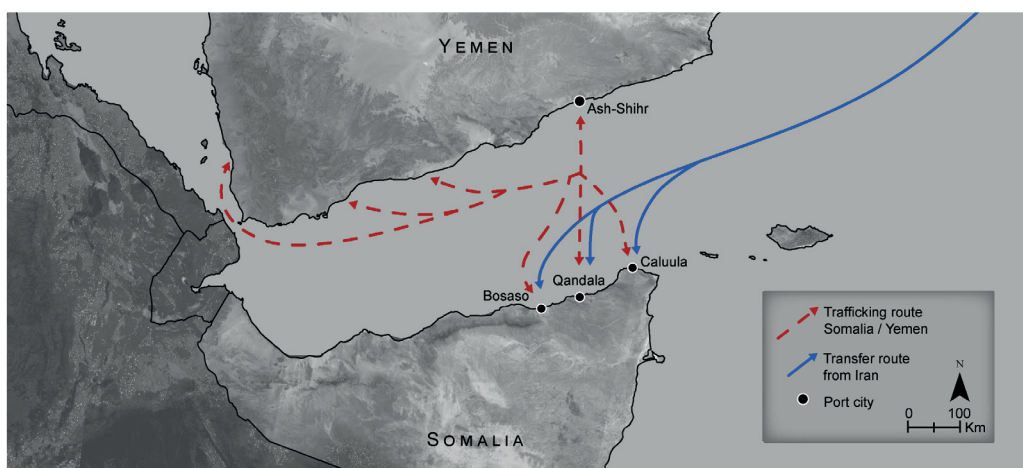 YEMEN
Ash-Shihr
Caluula
Qandala
Bosaso
SOMALIA
Trafficking route
Somalia / Yemen
Transfer route
from Iran
Port city
N
0 100
Km